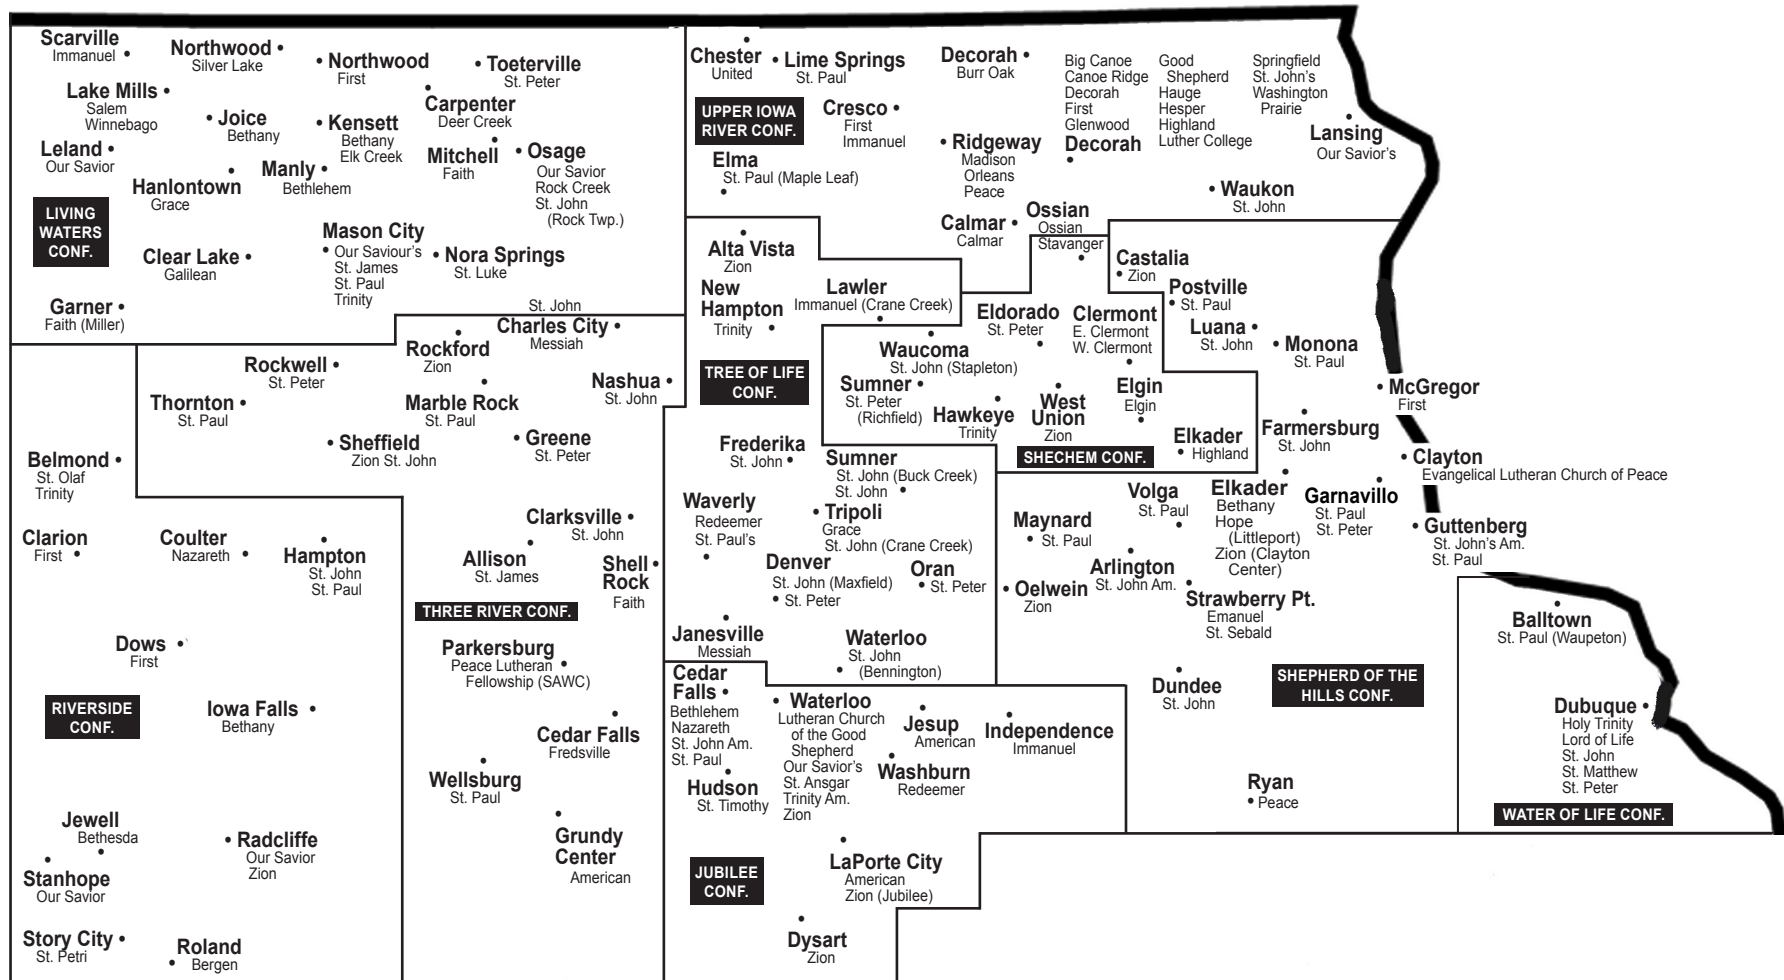 Scarville
Immanuel
Northwood
Silver Lake
Northwood
First
Toeterville
St. Peter
Lake Mills
Salem
Winnebago
Joice
Bethany
Kensett
Bethany
Elk Creek
Carpenter
Deer Creek
Leland
Our Savior
Hanlontown
Grace
Manly
Bethlehem
Mitchell
Faith
Osage
Our Savior
Rock Creek
St. John
(Rock Twp.)
LIVING
WATERS
CONF.
Clear Lake
Galilean
Mason City
Our Saviour's
St. James
St. Paul
Trinity
Nora Springs
St. Luke
Garner
Faith (Miller)
St. John
Charles City
Messiah
Chester
United
Lime Springs
St. Paul
Decorah
Burr Oak
Big Canoe
Canoe Ridge
Decorah
First
Glenwood
Decorah
Good
Shepherd
Hauge
Hesper
Highland
Luther College
Springfield
St. John's
Washington
Prairie
Lansing
Our Savior's
UPPER IOWA
RIVER CONF.
Cresco
First
Immanuel
Elma
St. Paul (Maple Leaf)
Ridgeway
Madison
Orleans
Peace
Waukon
St. John
Calmar
Calmar
Ossian
Ossian
Stavanger
Alta Vista
Zion
New
Hampton
Trinity
Lawler
Immanuel (Crane Creek)
TREE OF LIFE
CONF.
Castalia
Zion
Postville
St. Paul
Luana
St. John
Monona
St. Paul
McGregor
First
Eldorado
St. Peter
Clermont
E. Clermont
W. Clermont
Waucoma
St. John (Stapleton)
Sumner
St. Peter
(Richfield)
Hawkeye
Trinity
West
Union
Zion
Elgin
Elgin
Elkader
Highland
SHECHEM CONF.
Farmersburg
St. John
Clayton
Evangelical Lutheran Church of Peace
Rockwell
St. Peter
Rockford
Zion
Thornton
St. Paul
Marble Rock
St. Paul
Nashua
St. John
Sheffield
Zion St. John
Greene
St. Peter
Belmond
St. Olaf
Trinity
Clarion
First
Coulter
Nazareth
Hampton
St. John
St. Paul
Clarksville
St. John
Allison
St. James
Shell
Rock
Faith
THREE RIVER CONF.
Frederika
St. John
Sumner
St. John (Buck Creek)
St. John
Waverly
Redeemer
St. Paul's
Tripoli
Grace
St. John (Crane Creek)
Denver
St. John (Maxfield)
St. Peter
Oran
St. Peter
Janesville
Messiah
Waterloo
St. John
(Bennington)
Volga
St. Paul
Elkader
Bethany
Hope
(Littleport)
Zion (Clayton
Center)
Garnavillo
St. Paul
St. Peter
Guttenberg
St. John's Am.
St. Paul
Maynard
St. Paul
Arlington
St. John Am.
Oelwein
Zion
Strawberry Pt.
Emanuel
St. Sebald
Dundee
St. John
SHEPHERD OF THE
HILLS CONF.
Ryan
Peace
Balltown
St. Paul (Waupeton)
Dubuque
Holy Trinity
Lord of Life
St. John
St. Matthew
St. Peter
WATER OF LIFE CONF.
Dows
First
RIVERSIDE
CONF.
Iowa Falls
Bethany
Parkersburg
Peace Lutheran
Fellowship (SAWC)
Cedar Falls
Fredsville
Wellsburg
St. Paul
Grundy
Center
American
Cedar
Falls
Bethlehem
Nazareth
St. John Am.
St. Paul
Hudson
St. Timothy
Waterloo
Lutheran Church
of the Good
Shepherd
Our Savior's
St. Ansgar
Trinity Am.
Zion
Jesup
American
Independence
Immanuel
Washburn
Redeemer
JUBILEE
CONF.
LaPorte City
American
Zion (Jubilee)
Dysart
Zion
Jewell
Bethesda
Radcliffe
Our Savior
Zion
Stanhope
Our Savior
Story City
St. Petri
Roland
Bergen